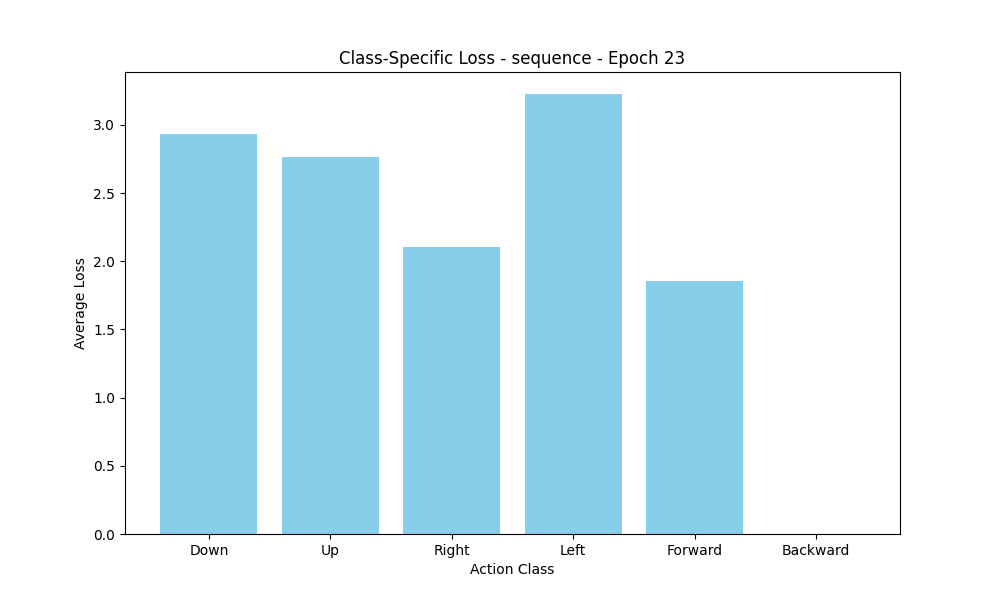 Class-Specific Loss - sequence - Epoch 23
Average Loss
3.0
2.5
2.0
1.5
1.0
0.5
0.0
Down Up Right Left Forward Backward
Action Class